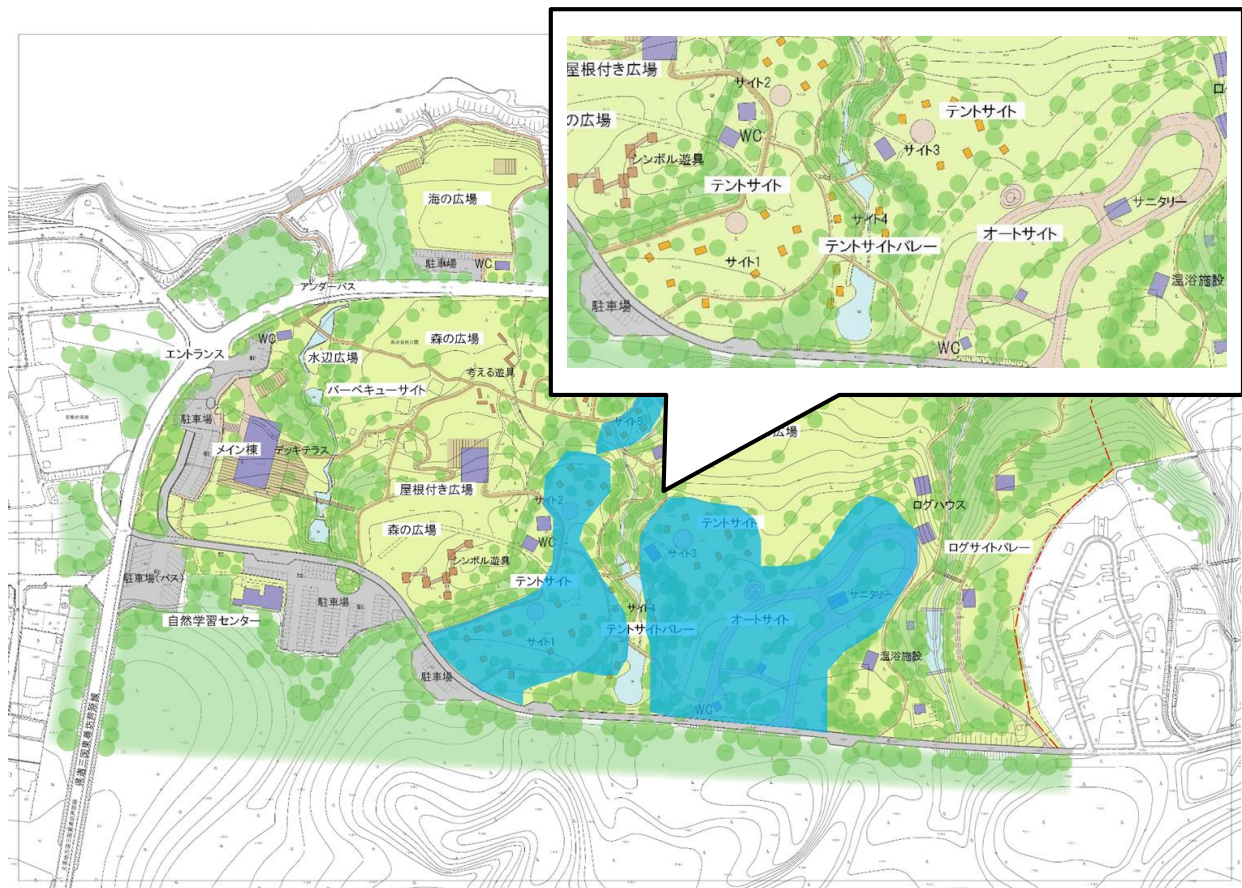 屋根付き広場
サイト2
の広場
WC
シンボル遊具
テントサイト
サイト3
テントサイト
サイト4
テントサイトバレー
サイト1
オートサイト
サニタリー
温浴施設
駐車場
WC
海の広場
駐車場
WC
アンダーパス
エントランス
WC
水辺広場
森の広場
考える遊具
バーベキューサイト
駐車場
メイン棟
デッキテラス
屋根付き広場
サイト5
広場
サイト2
森の広場
WC
シンボル遊具
テントサイト
サイト1
サイト4
テントサイトバレー
テントサイト
サイト3
サニタリー
オートサイト
WC
ログハウス
ログサイトバレー
温浴施設
駐車場(バス)
自然学習センター
駐車場
駐車場
県道三国東尋坊芦原線